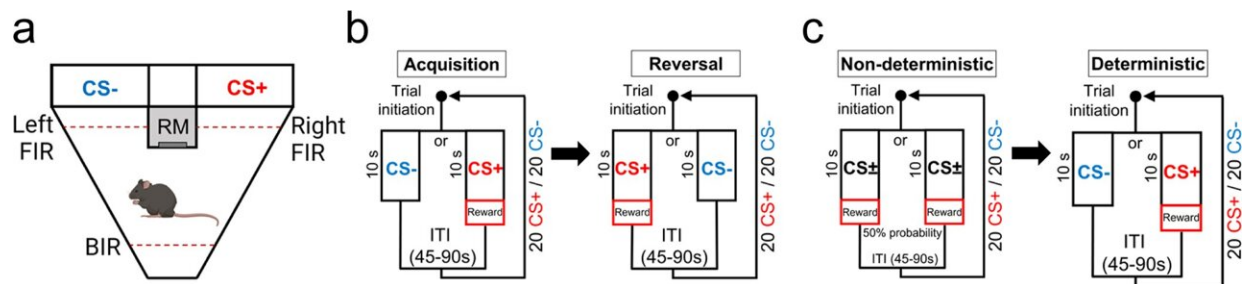 a
CS-
CS+
Left
FIR
RM
Right
FIR
BIR
b
Acquisition
Trial
initiation
or
10 s
CS-
10 s
CS+
Reward
ITI
(45-90s)
20 CS+ / 20 CS-
Reversal
Trial
initiation
or
10 s
CS+
Reward
10 s
CS-
ITI
(45-90s)
20 CS+ / 20 CS-
c
Non-deterministic
Trial
initiation
or
10 s
CS±
Reward
10 s
CS±
Reward
50% probability
ITI (45-90s)
20 CS+ / 20 CS-
Deterministic
Trial
initiation
or
10 s
CS-
10 s
CS+
Reward
ITI
(45-90s)
20 CS+ / 20 CS-